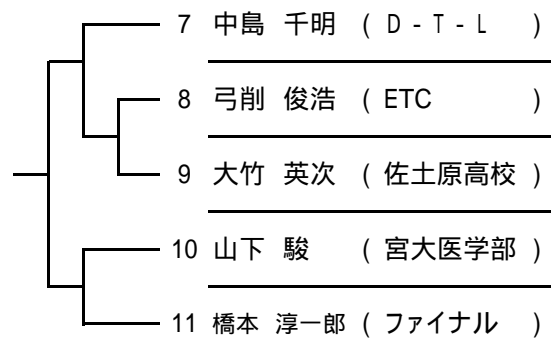 7 中島 千明 ( D - T - L )
8 弓削 俊浩 ( ETC )
9 大竹 英次 ( 佐土原高校 )
10 山下 駿 ( 宮大医学部 )
11 橋本 淳一郎 ( ファイナル )